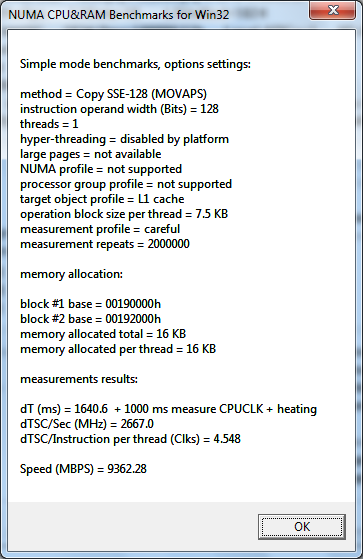 NUMA CPU&RAM Benchmarks for Win32
Simple mode benchmarks, options settings:
method = Copy SSE-128 (MOVAPS)
instruction operand width (Bits) = 128
threads = 1
hyper-threading = disabled by platform
large pages = not available
NUMA profile = not supported
processor group profile = not supported
target object profile = L1 cache
operation block size per thread = 7.5 KB
measurement profile = careful
measurement repeats = 2000000
memory allocation:
block #1 base = 00190000h
block #2 base = 00192000h
memory allocated total = 16 KB
memory allocated per thread = 16 KB
measurements results:
dT (ms) = 1640.6  + 1000 ms measure CPUCLK + heating
dTSC/Sec (MHz) = 2667.0
dTSC/Instruction per thread (Clks) = 4.548
Speed (MBPS) = 9362.28
OK